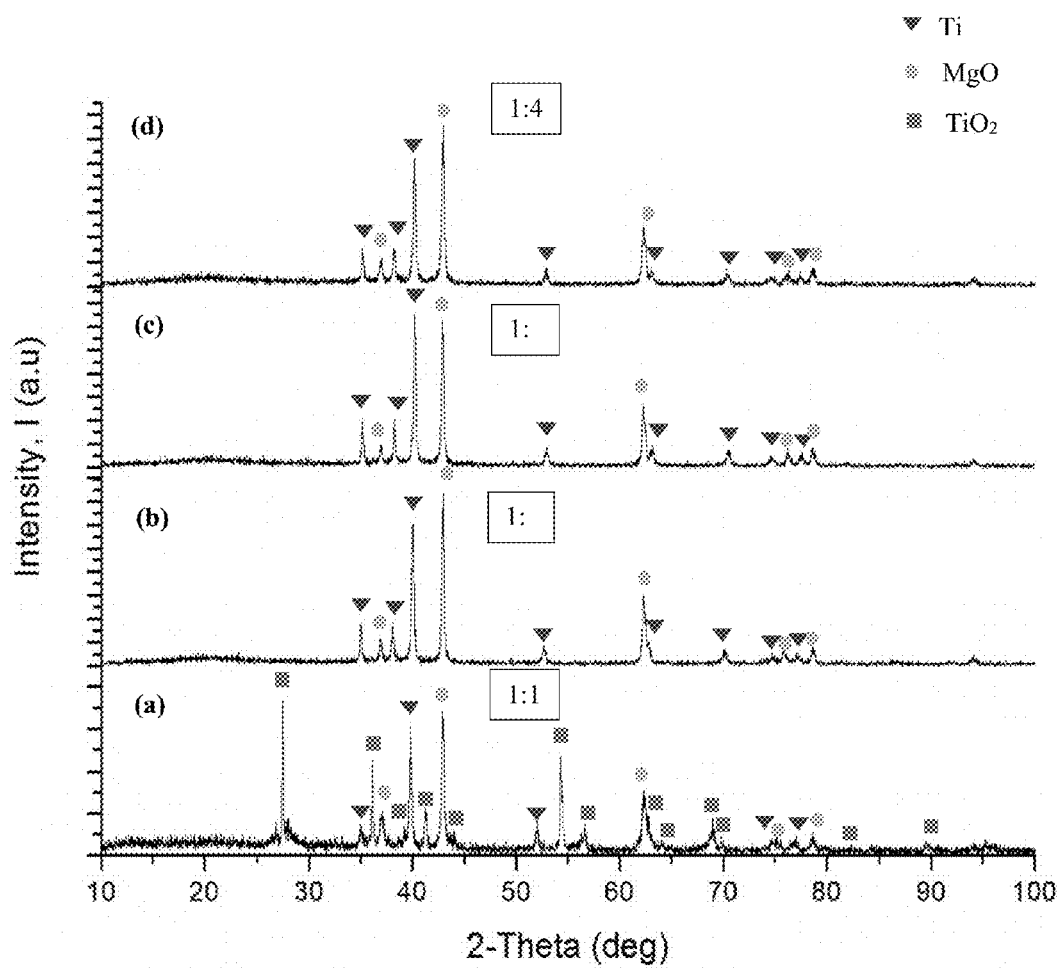 Ti
MgO
TiO₂
(d)
1:4
(c)
1:
(b)
1:
(a)
1:1
Intensity, I (a.u)
10 20 30 40 50 60 70 80 90 100
2-Theta (deg)